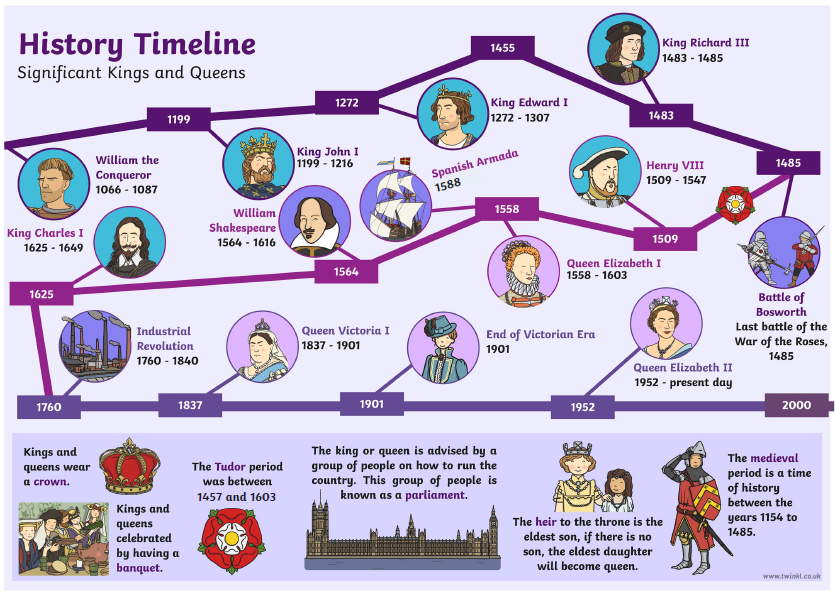 History Timeline
Significant Kings and Queens
1455
King Richard III
1483 - 1485
1272
King Edward I
1272 - 1307
1199
1483
King John I
1199 - 1216
William the
Conqueror
1066 - 1087
1485
Spanish Armada
1588
Henry VIII
1509 - 1547
King Charles I
1625 - 1649
William
Shakespeare
1564 - 1616
1558
1509
1564
Queen Elizabeth I
1558 - 1603
1625
Battle of
Bosworth
Last battle of the
War of the Roses,
1485
Industrial
Revolution
1760 - 1840
Queen Victoria I
1837 - 1901
End of Victorian Era
1901
Queen Elizabeth II
1952 - present day
1760
1837
1901
1952
2000
Kings and
queens wear
a crown.
Kings and
queens
celebrated
by having a
banquet.
The Tudor period
was between
1457 and 1603
The king or queen is advised by a
group of people on how to run the
country. This group of people is
known as a parliament.
The heir to the throne is the
eldest son, if there is no
son, the eldest daughter
will become queen.
The medieval
period is a time
of history
between the
years 1154 to
1485.
www.twinkl.co.uk